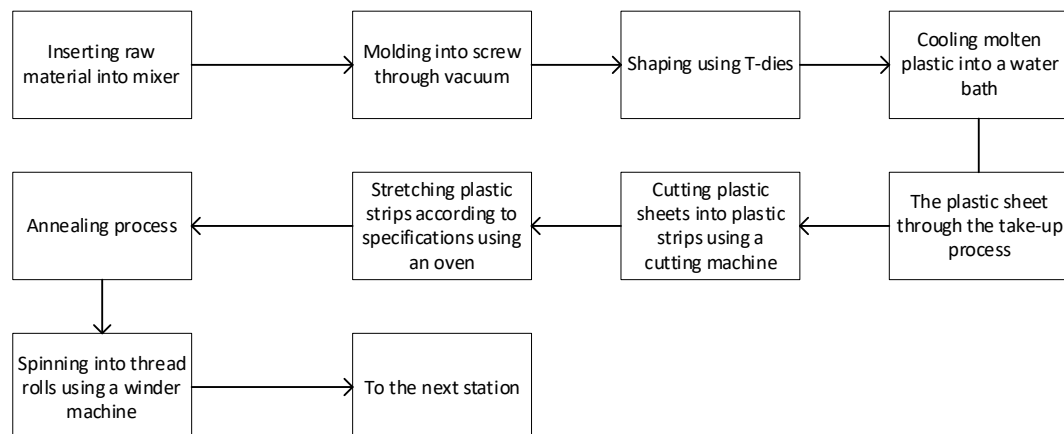 Inserting raw
material into mixer
Molding into screw
through vacuum
Shaping using T-dies
Cooling molten
plastic into a water
bath
The plastic sheet
through the take-up
process
Cutting plastic
sheets into plastic
strips using a
cutting machine
Stretching plastic
strips according to
specifications using
an oven
Annealing process
Spinning into thread
rolls using a winder
machine
To the next station